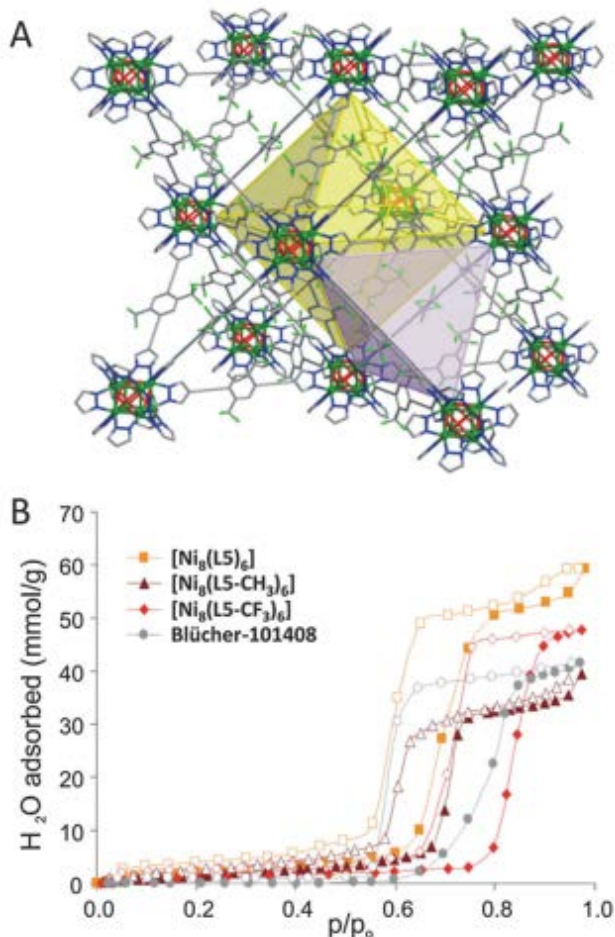 A
B
70
60
50
40
30
20
10
0
H₂O adsorbed (mmol/g)
[Ni₈(L5)₆]
[Ni₈(L5-CH₃)₆]
[Ni₈(L5-CF₃)₆]
Blücher-101408
0.0 0.2 0.4 0.6 0.8 1.0
p/p₀